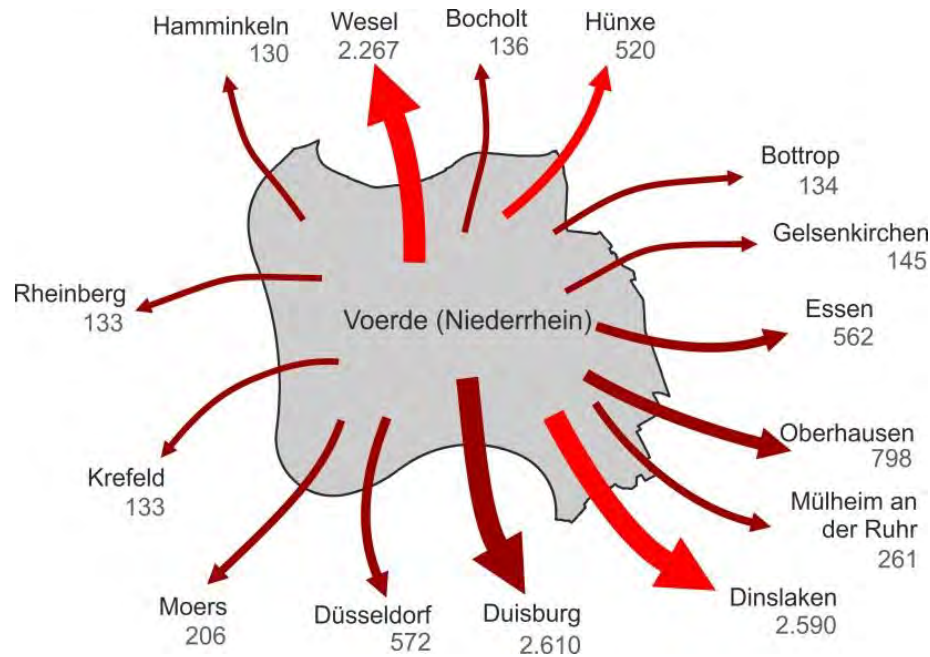 Hamminkeln
130
Wesel
2.267
Bocholt
136
Hünxe
520
Bottrop
134
Gelsenkirchen
145
Rheinberg
133
Voerde (Niederrhein)
Essen
562
Krefeld
133
Oberhausen
798
Mülheim an
der Ruhr
261
Moers
206
Düsseldorf
572
Duisburg
2.610
Dinslaken
2.590